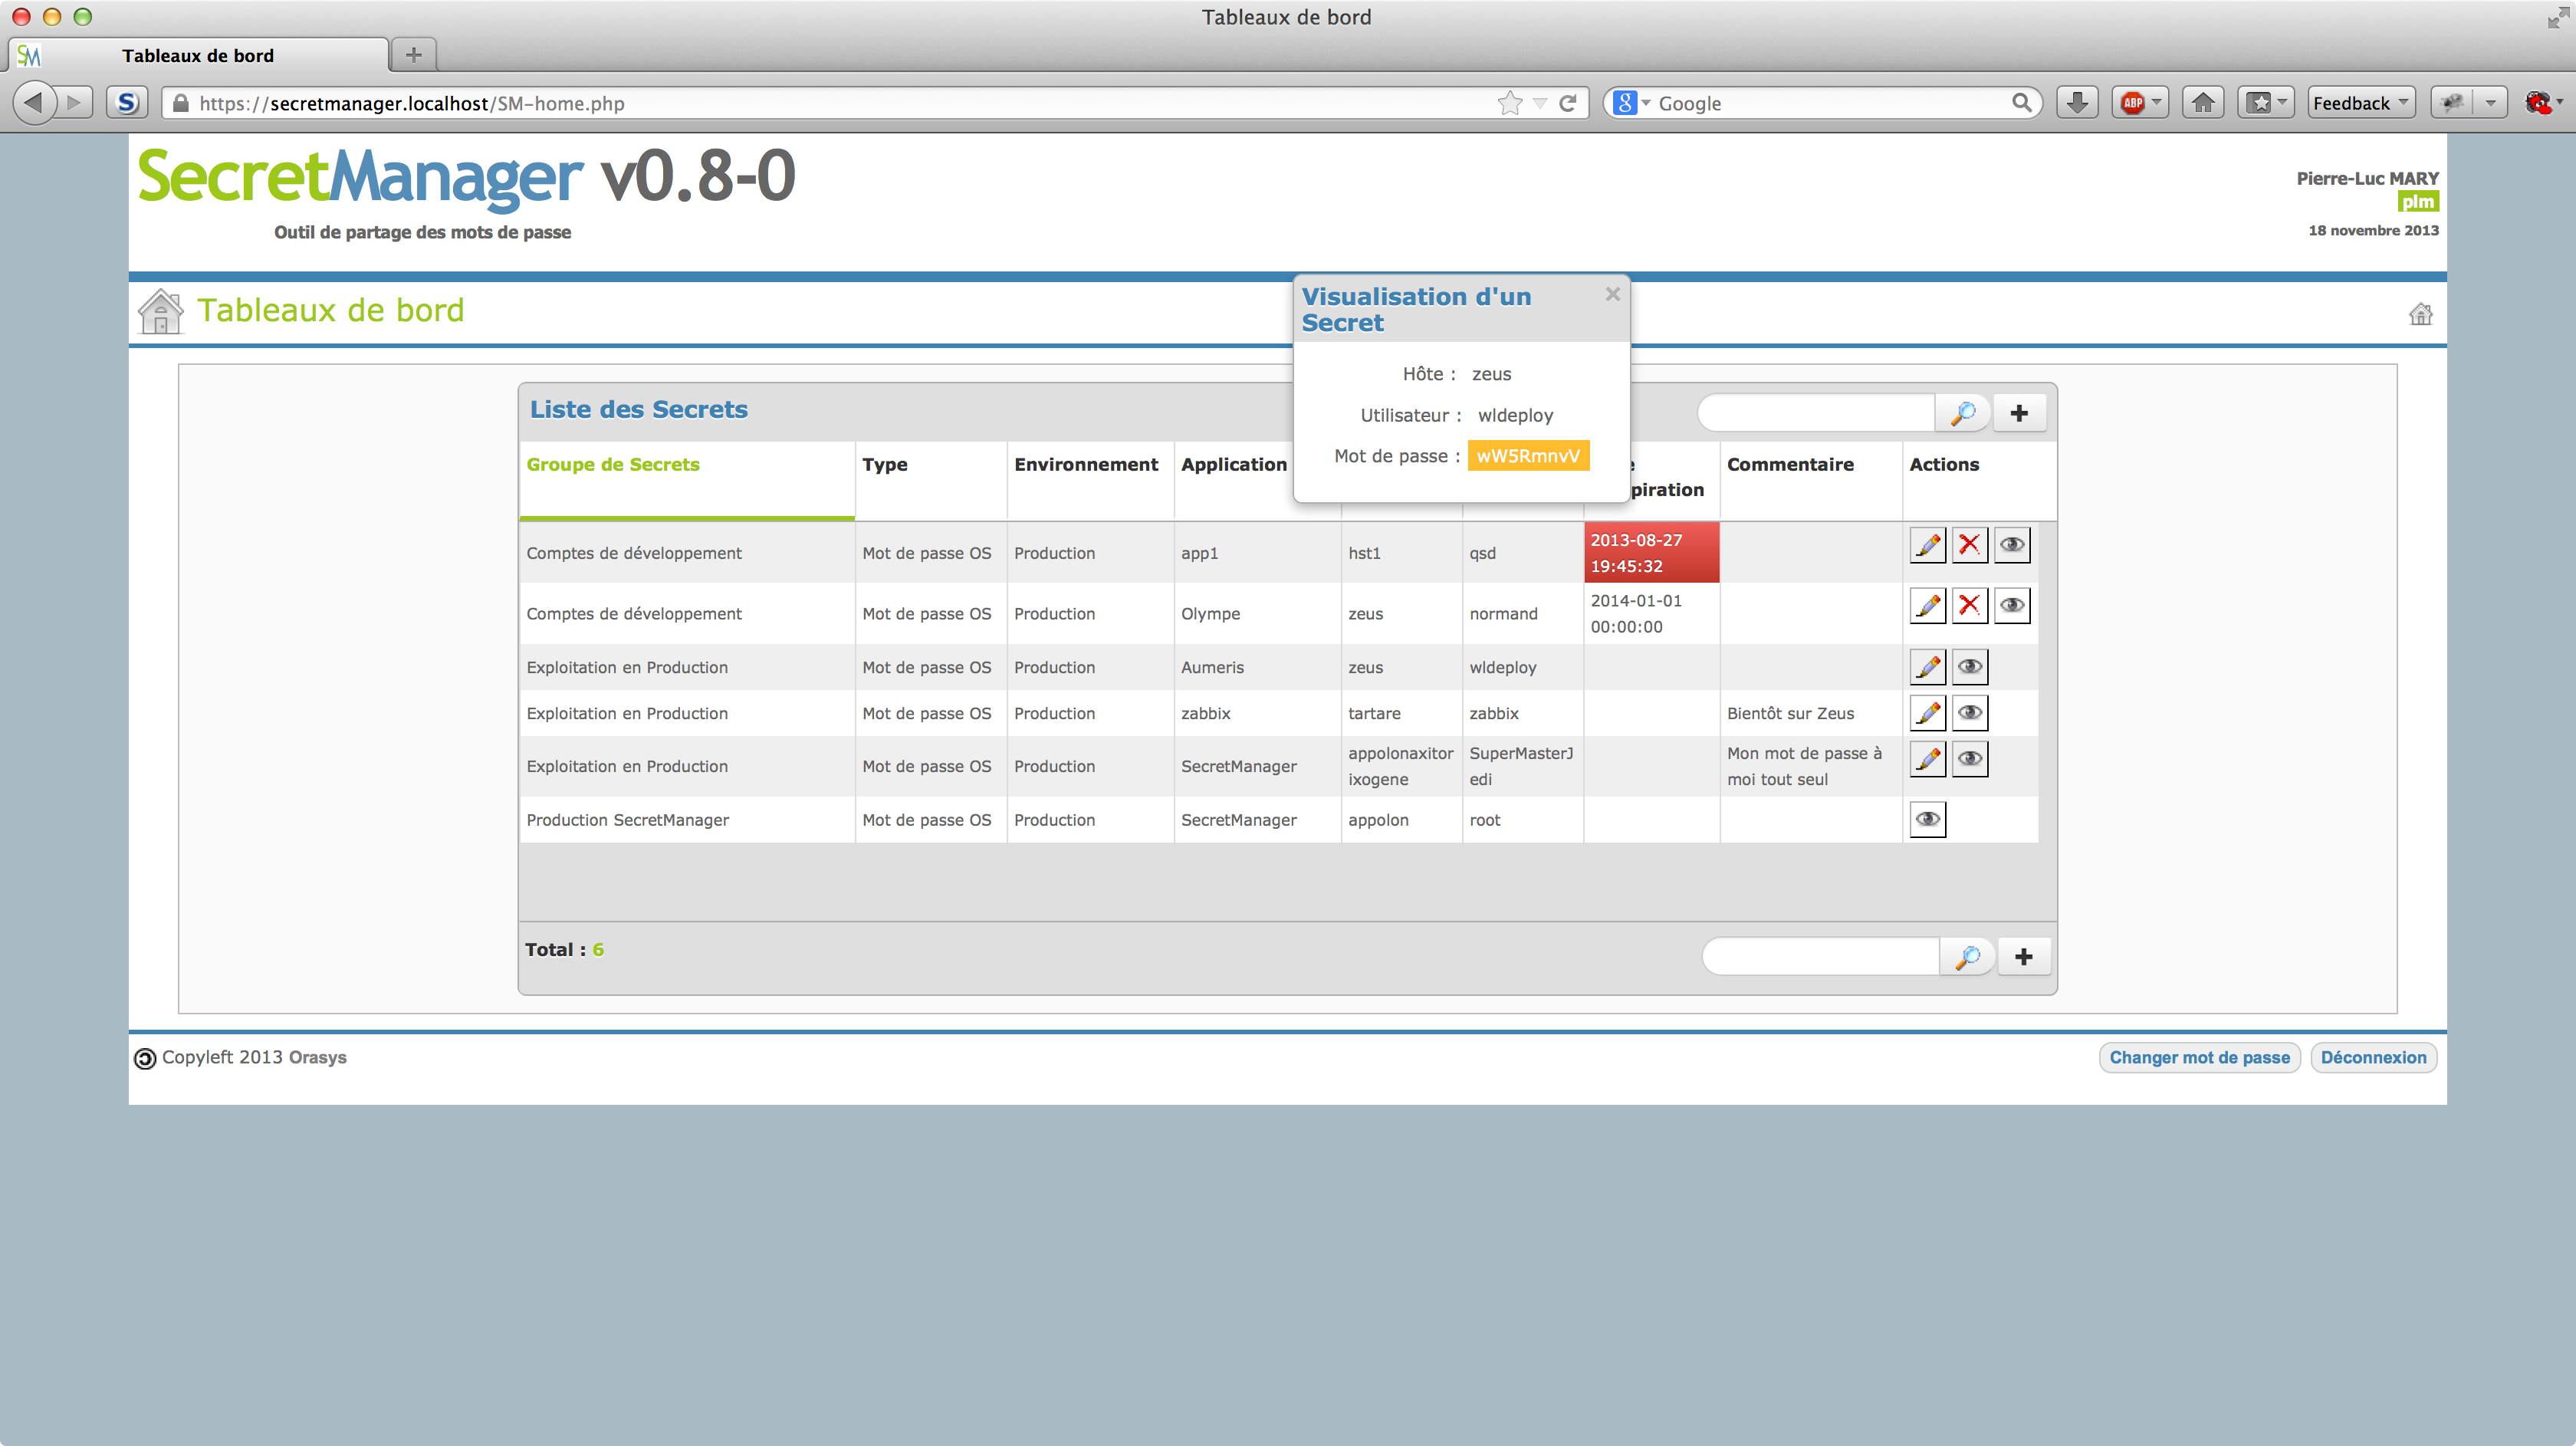 Tableaux de bord
SM Tableaux de bord
https://secretmanager.localhost/SM-home.php
Google
ABP
Feedback
SecretManager v0.8-0
Outil de partage des mots de passe
Pierre-Luc MARY
plm
18 novembre 2013
Tableaux de bord
Visualisation d'un
Secret
Hôte : zeus
Utilisateur : wldeploy
Mot de passe : wW5RmnvV
Liste des Secrets
Groupe de Secrets Type Environnement Application piration Commentaire Actions
Comptes de développement Mot de passe OS Production app1 hst1 qsd 2013-08-27
19:45:32
Comptes de développement Mot de passe OS Production Olympe zeus normand 2014-01-01
00:00:00
Exploitation en Production Mot de passe OS Production Aumeris zeus wldeploy
Exploitation en Production Mot de passe OS Production zabbix tartare zabbix Bientôt sur Zeus
Exploitation en Production Mot de passe OS Production SecretManager appolonaxitor SuperMasterJ Mon mot de passe à
ixogene edi moi tout seul
Production SecretManager Mot de passe OS Production SecretManager appolon root
Total : 6
Copyleft 2013 Orasys
Changer mot de passe Déconnexion